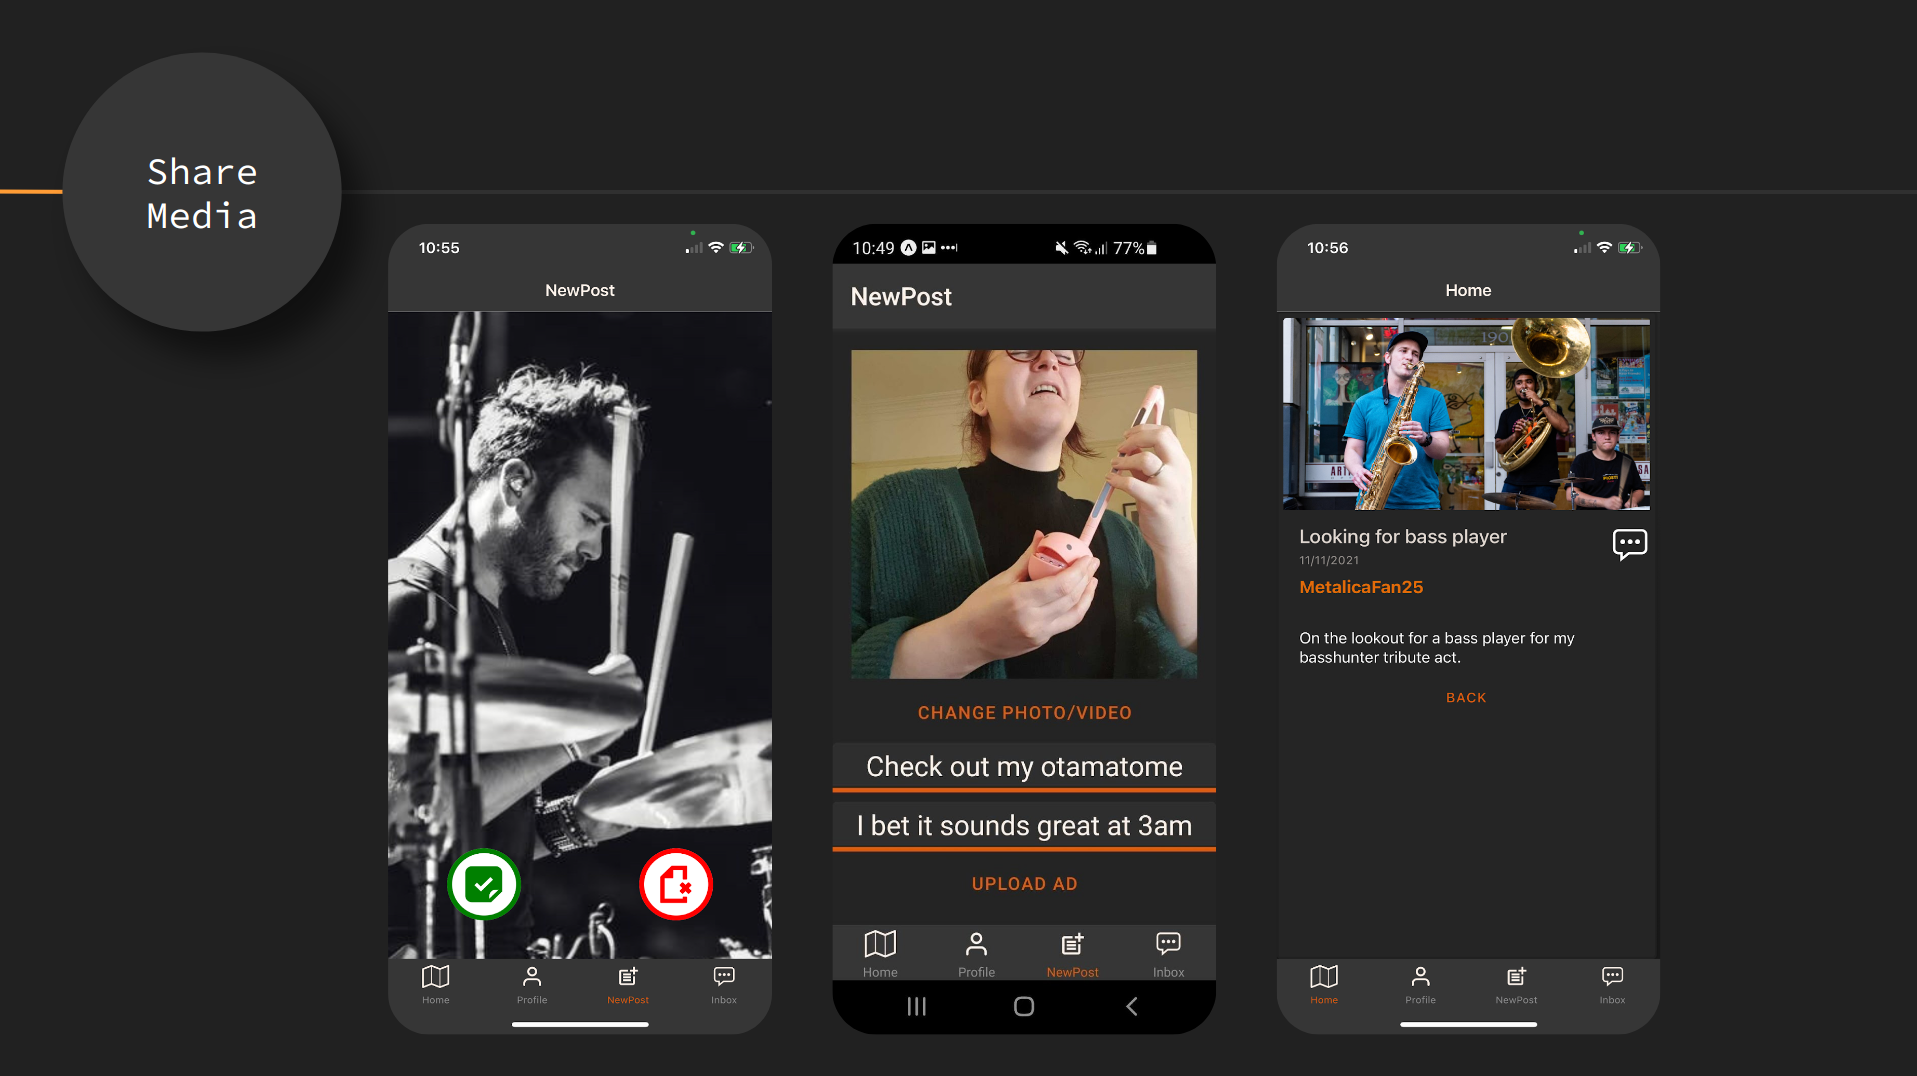 Share
Media
10:55
NewPost
Home
Profile
NewPost
Inbox
10:49
77%
NewPost
CHANGE PHOTO/VIDEO
Check out my otamatome
I bet it sounds great at 3am
UPLOAD AD
Home
Profile
NewPost
Inbox
10:56
Home
190
Looking for bass player
11/11/2021
MetalicaFan25
On the lookout for a bass player for my
basshunter tribute act.
BACK
Home
Profile
NewPost
Inbox